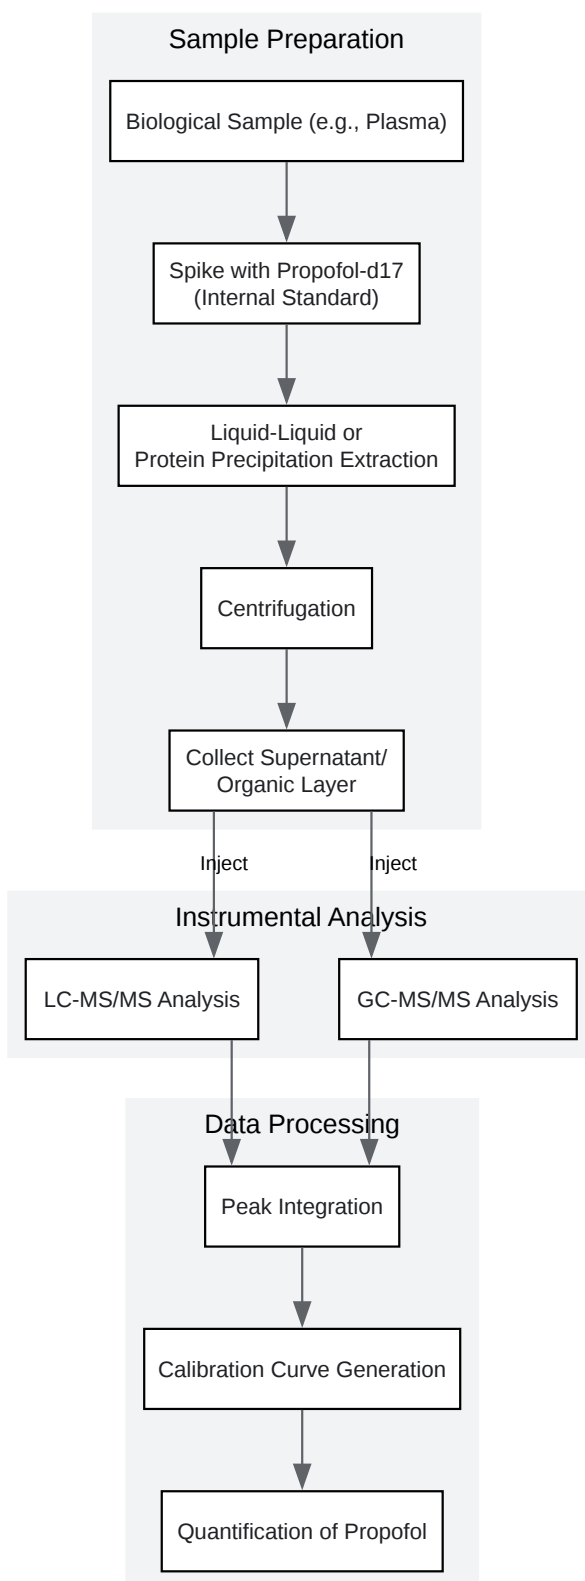 Sample Preparation
Biological Sample (e.g., Plasma)
Spike with Propofol-d17
(Internal Standard)
Liquid-Liquid or
Protein Precipitation Extraction
Centrifugation
Collect Supernatant/
Organic Layer
Inject
Inject
Instrumental Analysis
LC-MS/MS Analysis
GC-MS/MS Analysis
Data Processing
Peak Integration
Calibration Curve Generation
Quantification of Propofol